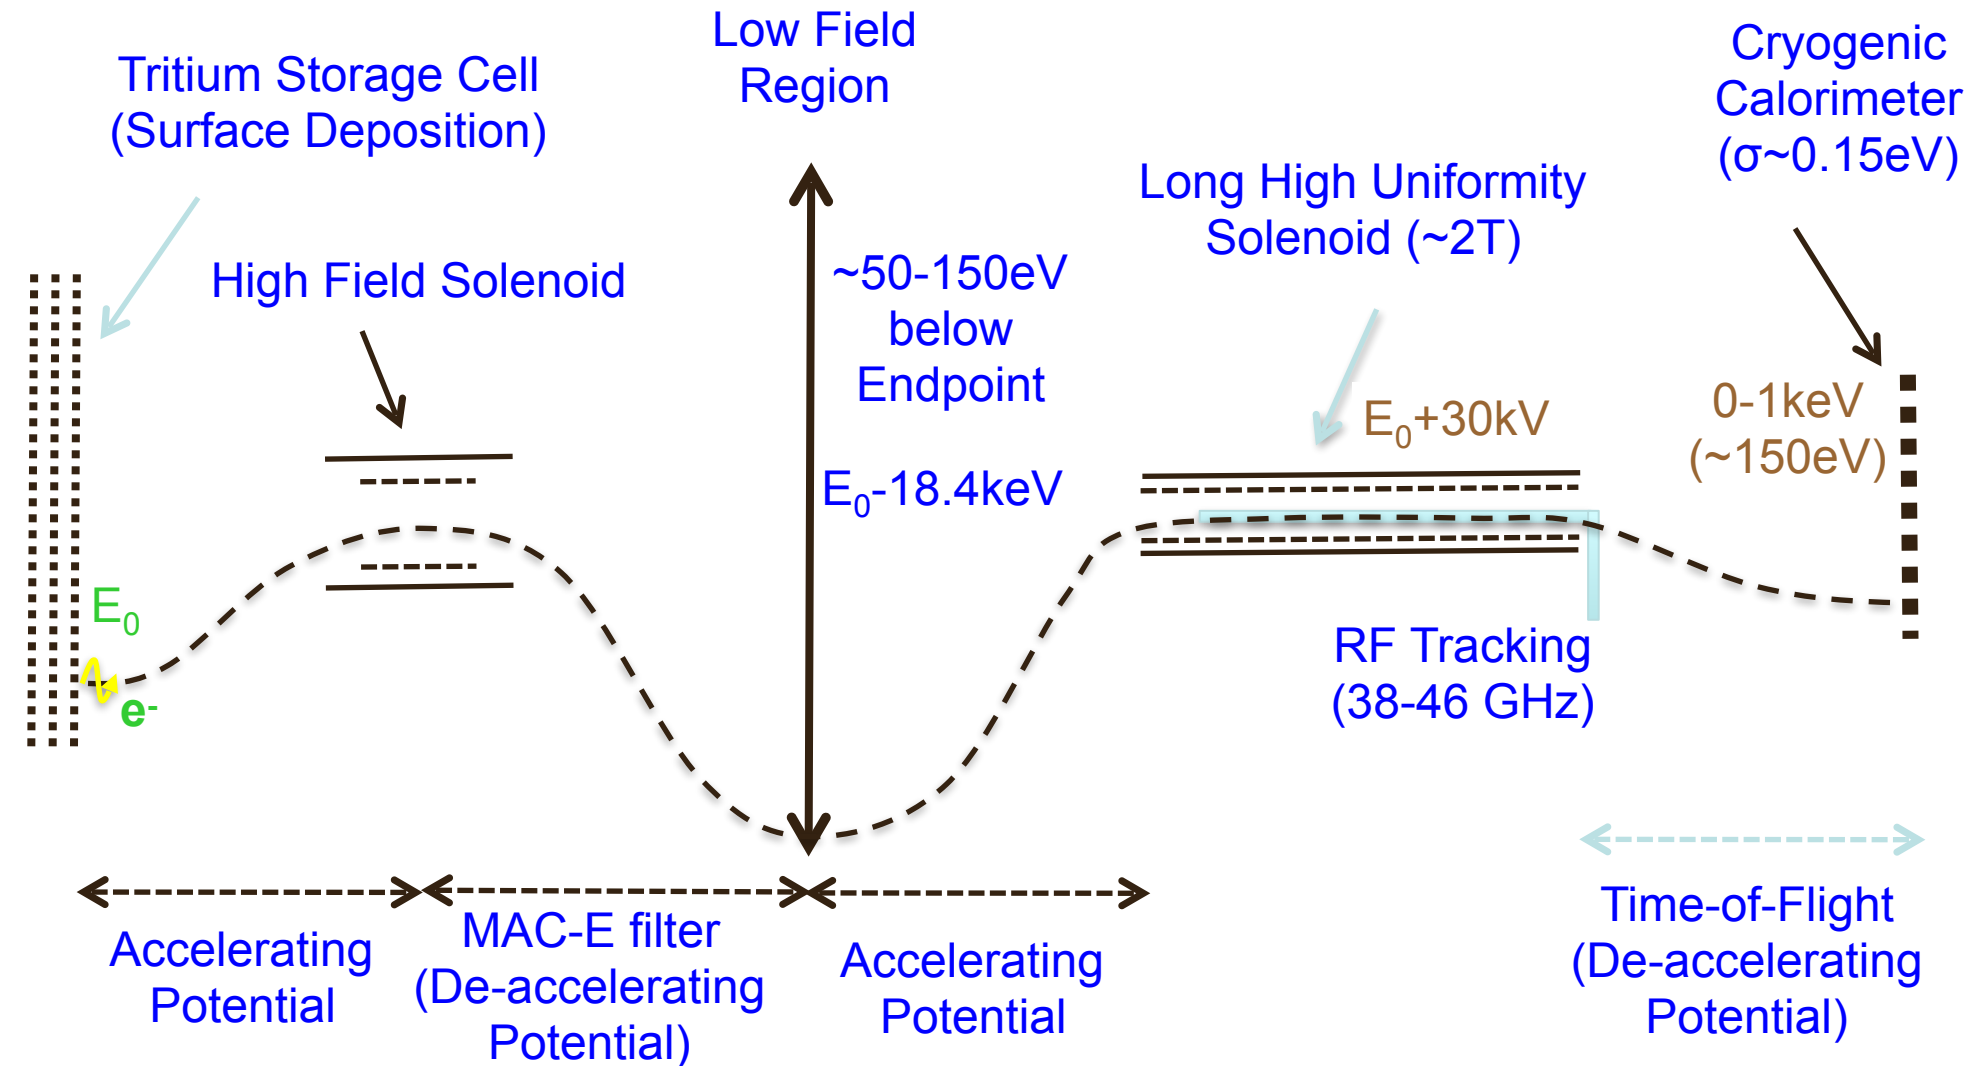 Tritium Storage Cell
(Surface Deposition)
High Field Solenoid
Low Field
Region
~50-150eV
below
Endpoint
E₀-18.4keV
Long High Uniformity
Solenoid (~2T)
E₀+30kV
Cryogenic
Calorimeter
(σ~0.15eV)
0-1keV
(~150eV)
E₀
e-
RF Tracking
(38-46 GHz)
Accelerating
Potential
MAC-E filter
(De-accelerating
Potential)
Accelerating
Potential
Time-of-Flight
(De-accelerating
Potential)